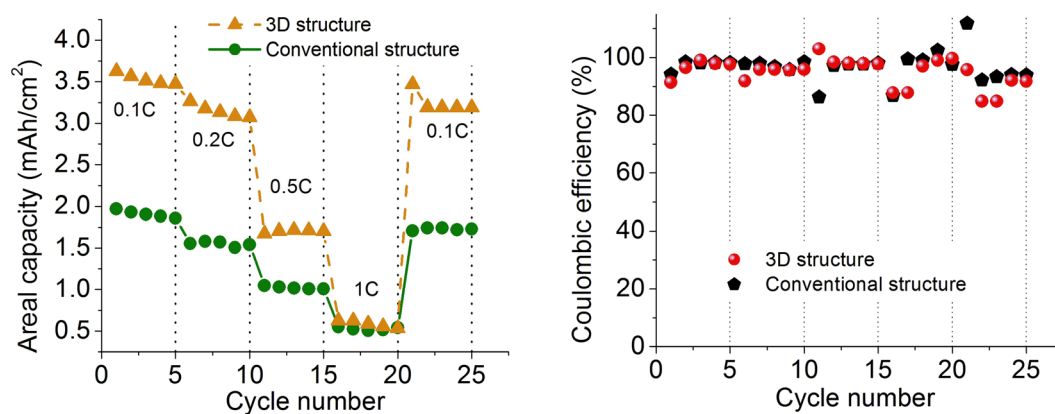 3D structure
Conventional structure
Areal capacity (mAh/cm²)
4.0
3.5
3.0
2.5
2.0
1.5
1.0
0.5
0.1C
0.2C
0.5C
1C
0.1C
0 5 10 15 20 25
Cycle number
Coulombic efficiency (%)
100
80
60
40
20
0
3D structure
Conventional structure
0 5 10 15 20 25
Cycle number